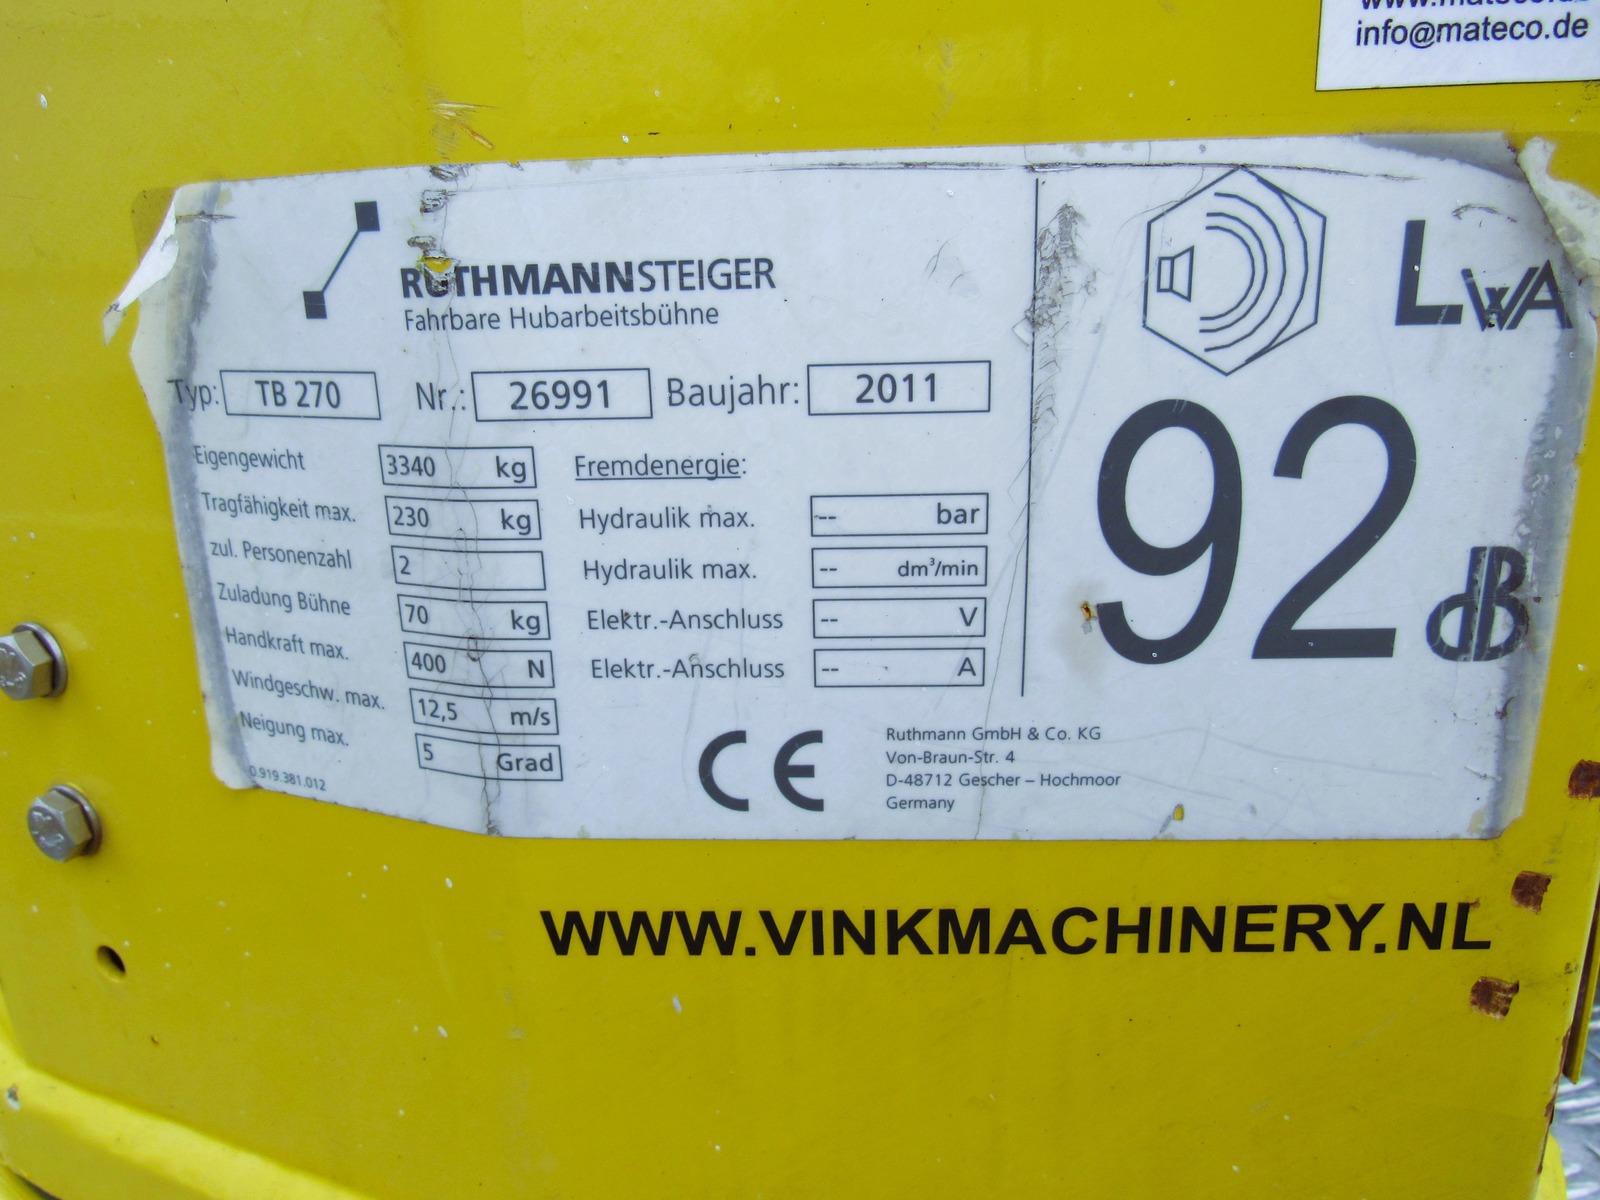 info@mateco.de
RUTHMANNSTEIGER
Fahrbare Hubarbeitsbühne
Typ: TB 270 Nr.: 26991 Baujahr: 2011
Eigengewicht 3340 kg
Tragfähigkeit max. 230 kg
zul. Personenzahl 2
Zuladung Bühne 70 kg
Handkraft max. 400 N
Windgeschw. max. 12,5 m/s
Neigung max. 5 Grad
0.919.381.012
Fremdenergie:
Hydraulik max. -- bar
Hydraulik max. -- dm³/min
Elektr.-Anschluss -- V
Elektr.-Anschluss -- A
CE
Ruthmann GmbH & Co. KG
Von-Braun-Str. 4
D-48712 Gescher – Hochmoor
Germany
LWA
92 dB
WWW.VINKMACHINERY.NL